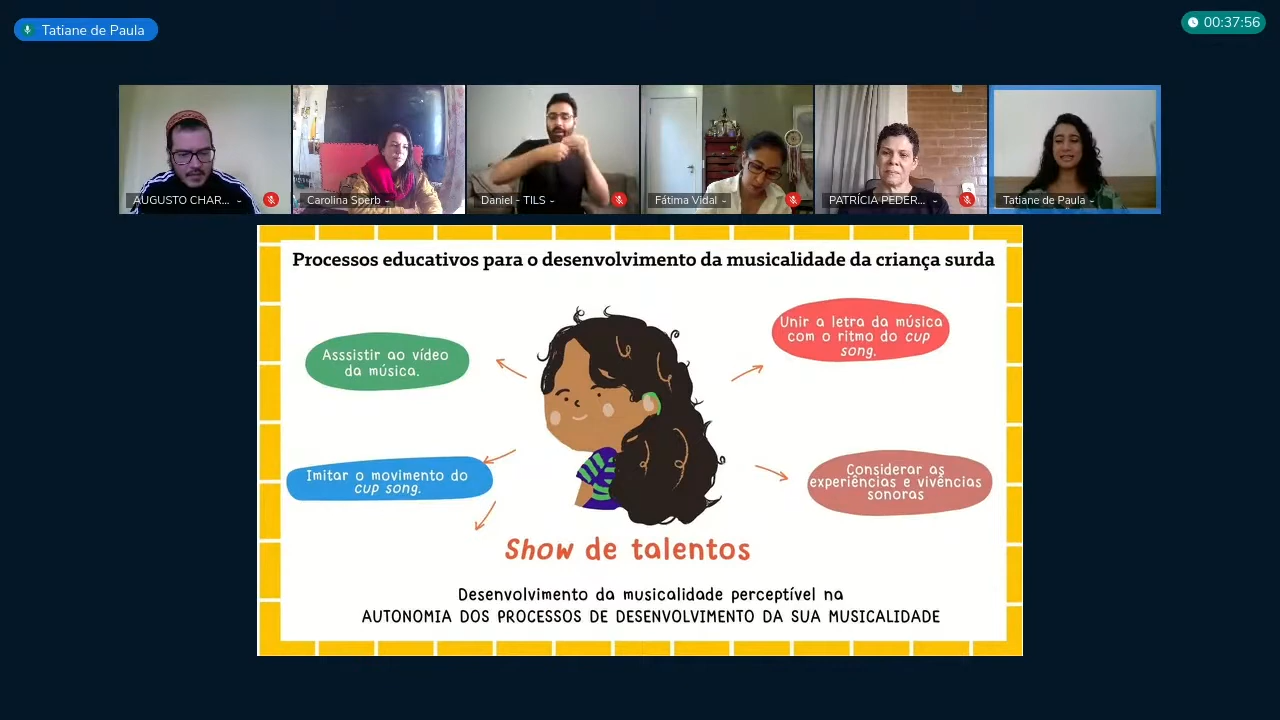 Tatiane de Paula
00:37:56
AUGUSTO CHAR...
Carolina Sperb
Daniel - TILS
Fátima Vidal
PATRÍCIA PEDER...
Tatiane de Paula
Processos educativos para o desenvolvimento da musicalidade da criança surda
Asssistir ao vídeo
da música.
Unir a letra da música
com o ritmo do cup
song.
Imitar o movimento do
cup song.
Considerar as
experiências e vivências
sonoras
Show de talentos
Desenvolvimento da musicalidade perceptível na
AUTONOMIA DOS PROCESSOS DE DESENVOLVIMENTO DA SUA MUSICALIDADE